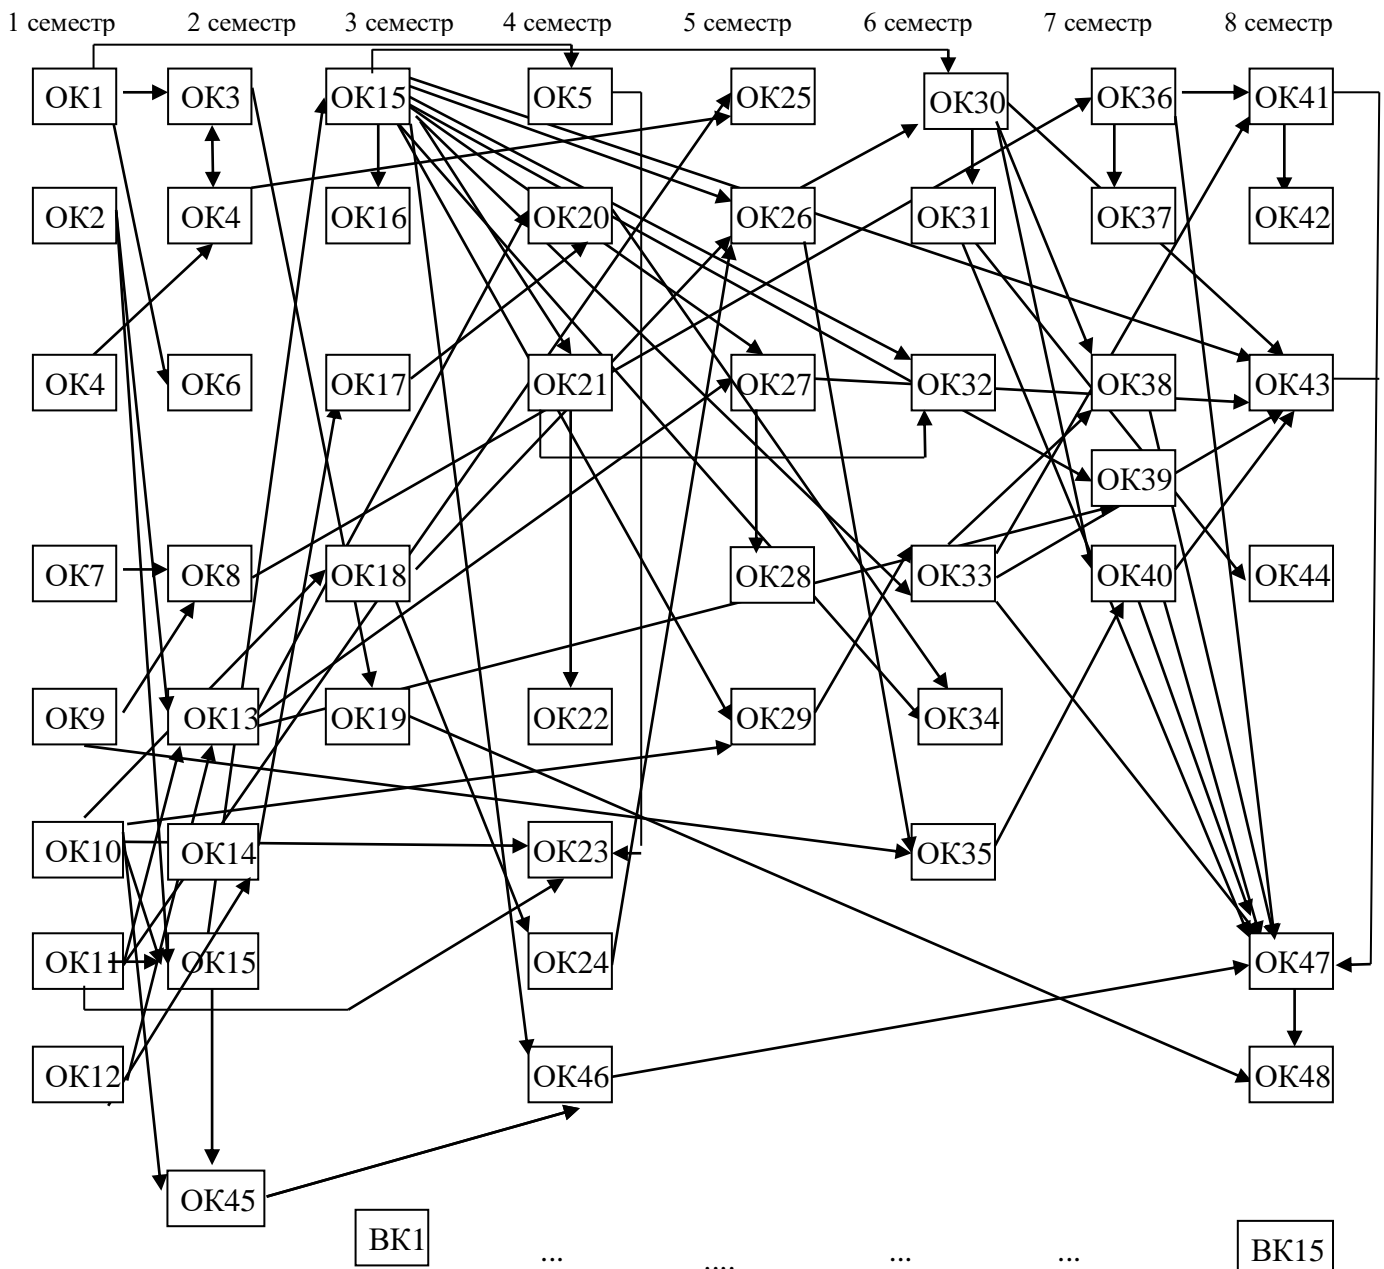 1 семестр 2 семестр 3 семестр 4 семестр 5 семестр 6 семестр 7 семестр 8 семестр
ОК1 ОК3 ОК15 ОК5 ОК25 ОК30 ОК36 ОК41
ОК2 ОК4 ОК16 ОК20 ОК26 ОК31 ОК37 ОК42
ОК4 ОК6 ОК17 ОК21 ОК27 ОК32 ОК38 ОК43
ОК39
ОК7 ОК8 ОК18 ОК28 ОК33 ОК40 ОК44
ОК9 ОК13 ОК19 ОК22 ОК29 ОК34
ОК10 ОК14 ОК23 ОК35
ОК11 ОК15 ОК24 ОК47
ОК12 ОК46 ОК48
ОК45
ВК1 ... .... ... ... ВК15